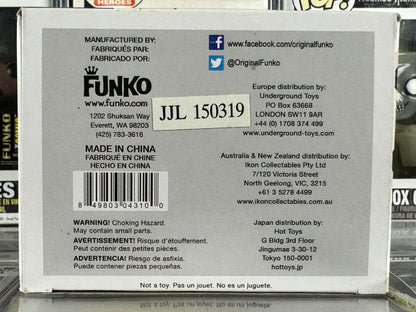 HEROES
POP!
MANUFACTURED BY:
FABRIQUÉS PAR:
FABRICADO POR:
FUNKO
www.funko.com
1202 Shuksan Way
Everett, WA 98203
(425) 783-3616
JJL 150319
MADE IN CHINA
FABRIQUÉ EN CHINE
HECHO EN CHINA
8 49803 04310 0
WARNING! Choking Hazard.
May contain small parts.
AVERTISSEMENT! Risque d'étouffement.
Peut contenir des petites pièces.
ADVERTENCIA! Riesgo de asfixia.
Puede contener piezas pequeñas.
www.facebook.com/originalfunko
@OriginalFunko
Europe distribution by:
Underground Toys
PO Box 63668
LONDON SW11 9AR
+44 (0) 1708 374 499
www.underground-toys.com
Australia & New Zealand distribution by:
Ikon Collectables Pty Ltd
7/120 Victoria Street
North Geelong, VIC, 3215
+61 3 5278 4499
www.ikoncollectables.com.au
Japan distribution by:
Hot Toys
G Bldg 3rd Floor
Jingumae 3-30-12
Tokyo 150-0001
hottoys.jp
Not a toy. Pas un jouet. No es un juguete.
FUNKO